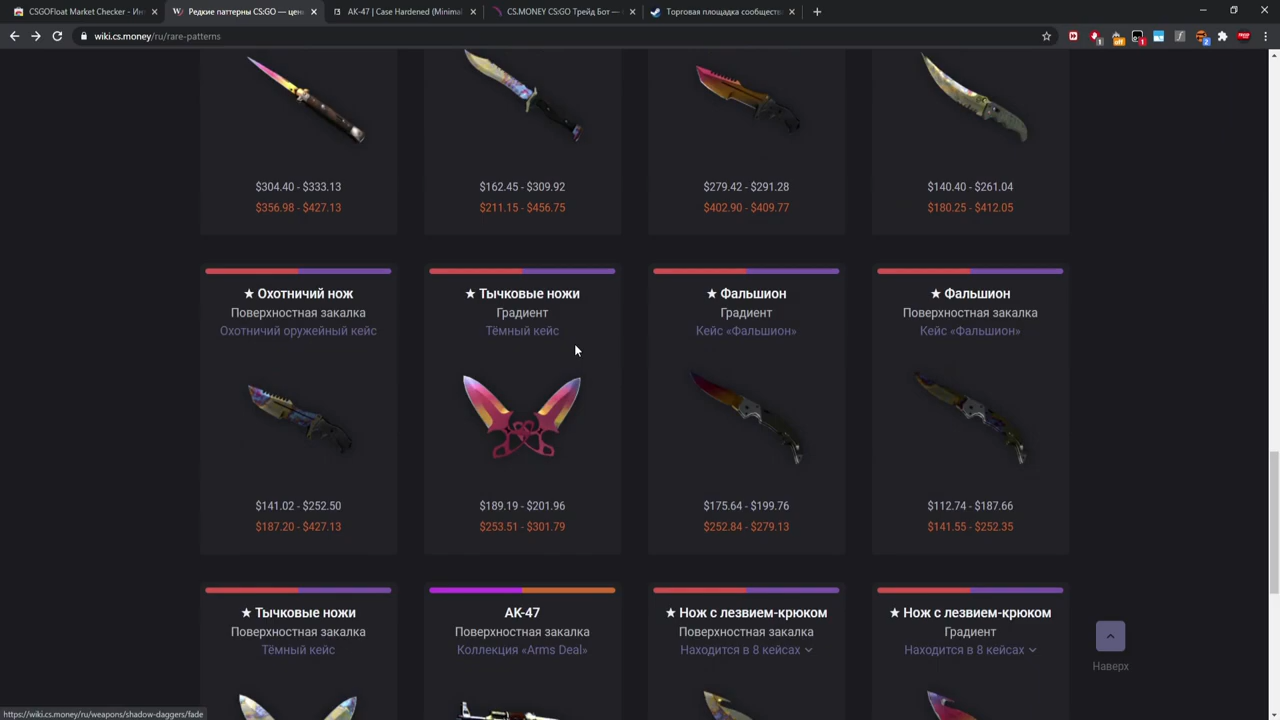 CSGOFloat Market Checker - Ин
Редкие паттерны CS:GO — цен
AK-47 | Case Hardened (Minimal
CS.MONEY CS:GO Трейд Бот —
Торговая площадка сообществ
wiki.cs.money/ru/rare-patterns
$304.40 - $333.13
$356.98 - $427.13
$162.45 - $309.92
$211.15 - $456.75
$279.42 - $291.28
$402.90 - $409.77
$140.40 - $261.04
$180.25 - $412.05
★ Охотничий нож
Поверхностная закалка
Охотничий оружейный кейс
$141.02 - $252.50
$187.20 - $427.13
★ Тычковые ножи
Градиент
Тёмный кейс
$189.19 - $201.96
$253.51 - $301.79
★ Фальшион
Градиент
Кейс «Фальшион»
$175.64 - $199.76
$252.84 - $279.13
★ Фальшион
Поверхностная закалка
Кейс «Фальшион»
$112.74 - $187.66
$141.55 - $252.35
★ Тычковые ножи
Поверхностная закалка
Тёмный кейс
AK-47
Поверхностная закалка
Коллекция «Arms Deal»
★ Нож с лезвием-крюком
Поверхностная закалка
Находится в 8 кейсах
★ Нож с лезвием-крюком
Градиент
Находится в 8 кейсах
Наверх
https://wiki.cs.money/ru/weapons/shadow-daggers/fade